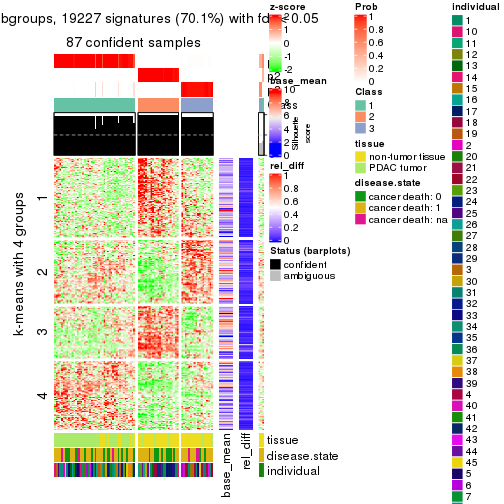 bgroups, 19227 signatures (70.1%) with fd
0.05
87 confident samples
z-score
2
1
0
-1
-2
base_mean
10
8
6
4
2
0
Silhouette
score
rel_diff
1
0.8
0.6
0.4
0.2
0
Status (barplots)
confident
ambiguous
Prob
1
0.8
0.6
0.4
0.2
0
Class
1
2
3
tissue
non-tumor tissue
PDAC tumor
disease.state
cancer death: 0
cancer death: 1
cancer death: na
individual
1
10
11
12
13
14
15
16
17
18
19
2
20
21
22
23
24
25
26
27
28
29
3
30
31
32
33
34
35
36
37
38
39
4
40
41
42
43
44
45
5
6
7
k-means with 4 groups
1
2
3
4
tissue
disease.state
individual
base_mean
rel_diff